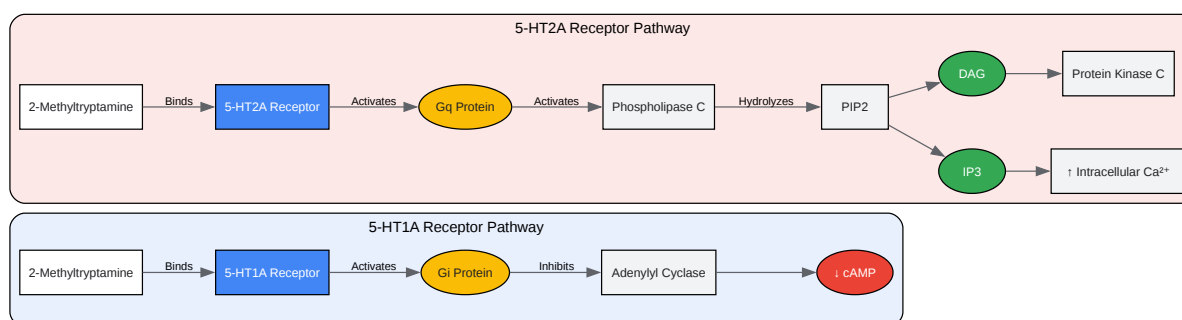 5-HT2A Receptor Pathway
2-Methyltryptamine
Binds
5-HT2A Receptor
Activates
Gq Protein
Activates
Phospholipase C
Hydrolyzes
PIP2
DAG
Protein Kinase C
IP3
↑ Intracellular Ca²⁺
5-HT1A Receptor Pathway
2-Methyltryptamine
Binds
5-HT1A Receptor
Activates
Gi Protein
Inhibits
Adenylyl Cyclase
↓ cAMP